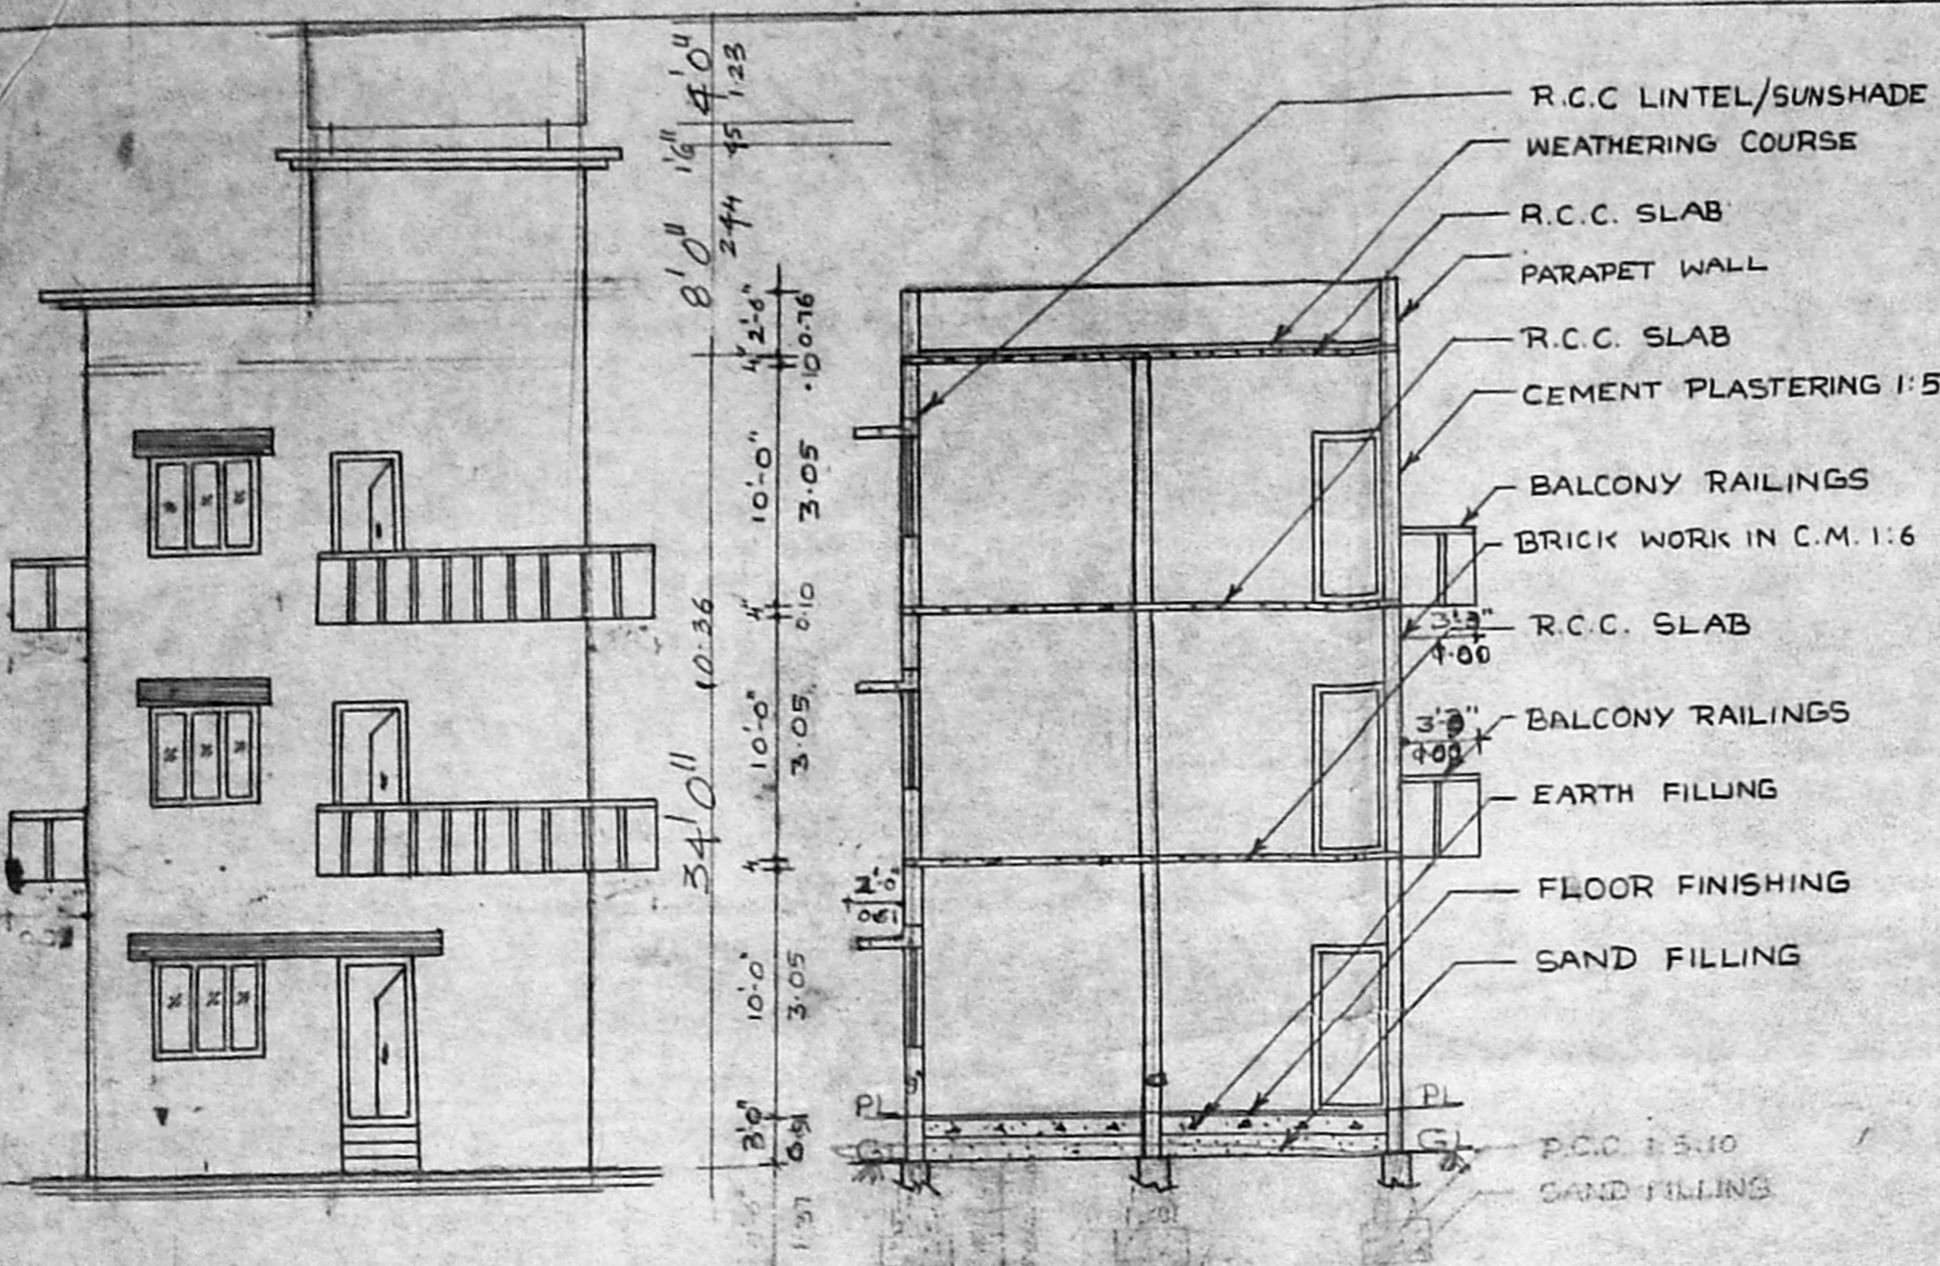 4'0"
1.23
1'6"
45
8'0"
2.44
2'-6"
0.76
4"
.10
10'-0"
3.05
4"
0.10
10.36
34'0"
10'-0"
3.05
4"
2'-0"
10'-0"
3.05
3'0"
0.91
1.37
R.C.C LINTEL/SUNSHADE
WEATHERING COURSE
R.C.C. SLAB
PARAPET WALL
R.C.C. SLAB
CEMENT PLASTERING 1:5
BALCONY RAILINGS
BRICK WORK IN C.M. 1:6
3'-3"
1.00
R.C.C. SLAB
3'-3"
1.00
BALCONY RAILINGS
EARTH FILLING
FLOOR FINISHING
SAND FILLING
PL
PL
GL
GL
P.C.C. 1:5:10
SAND FILLING